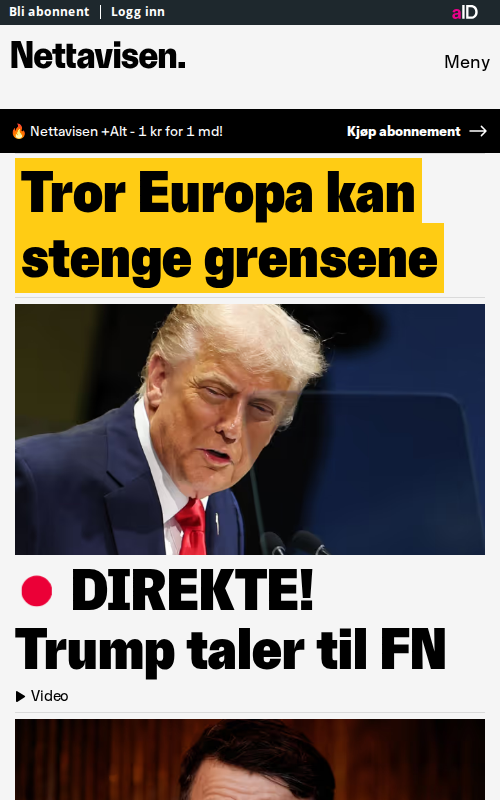 Bli abonnent | Logg inn
aID
Nettavisen.
Meny
🔥 Nettavisen +Alt - 1 kr for 1 md!
Kjøp abonnement →
Tror Europa kan
stenge grensene
DIREKTE!
Trump taler til FN
Video